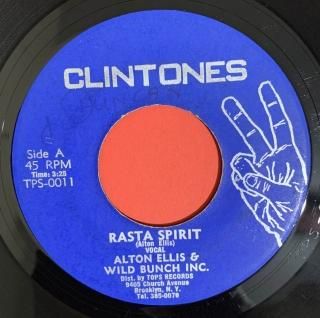 CLINTONES
Side A
45 RPM
Time: 3:25
TPS-0011
RASTA SPIRIT
(Alton Ellis)
VOCAL
ALTON ELLIS &
WILD BUNCH INC.
Dist. by TOPS RECORDS
9405 Church Avenue
Brooklyn, N. Y.
Tel. 385-0070